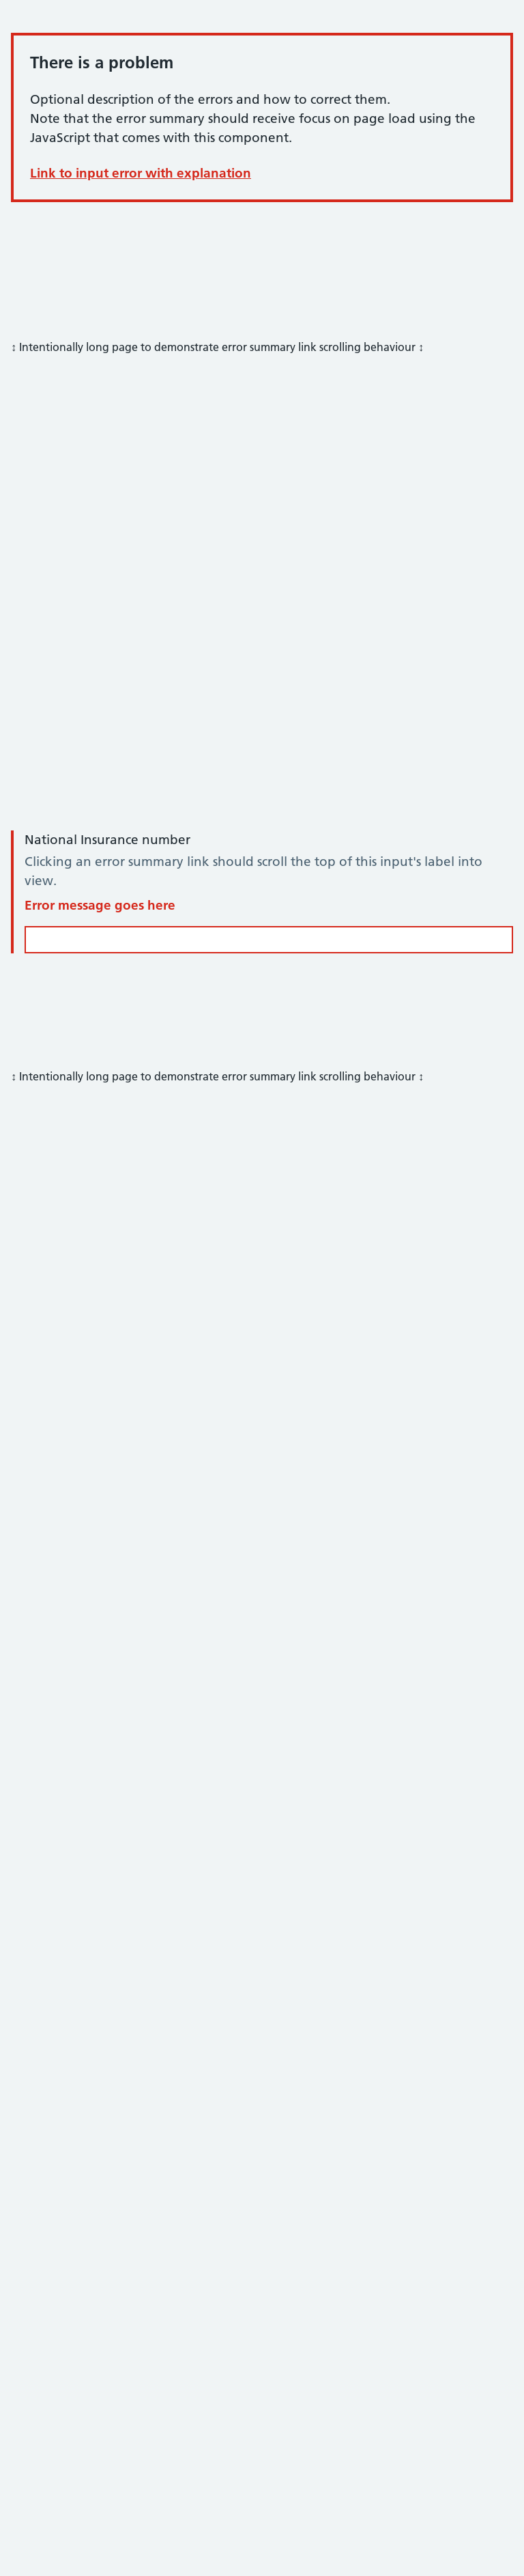 There is a problem
Optional description of the errors and how to correct them.
Note that the error summary should receive focus on page load using the
JavaScript that comes with this component.
Link to input error with explanation
↕ Intentionally long page to demonstrate error summary link scrolling behaviour ↕
National Insurance number
Clicking an error summary link should scroll the top of this input's label into
view.
Error message goes here
↕ Intentionally long page to demonstrate error summary link scrolling behaviour ↕